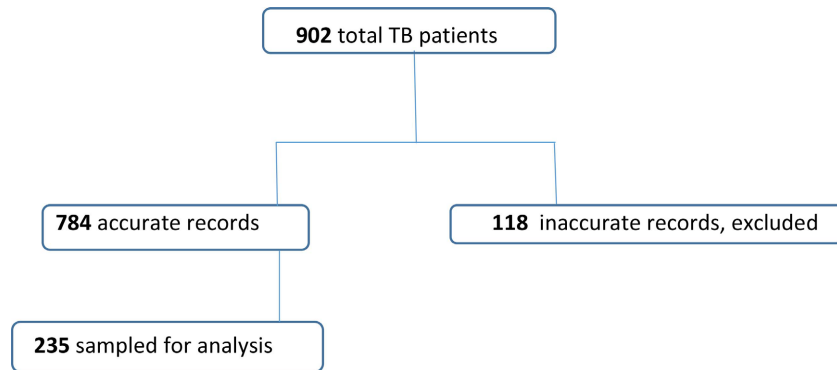 902 total TB patients
784 accurate records
118 inaccurate records, excluded
235 sampled for analysis